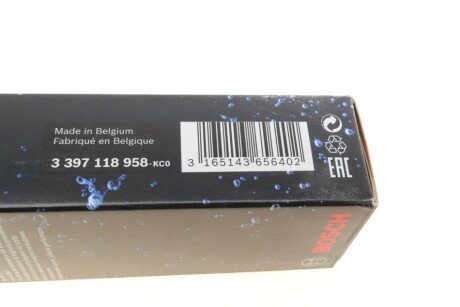 Made in Belgium
Fabriqué en Belgique
3 397 118 958-KC0
3 165143 656402
EAC
BOSCH